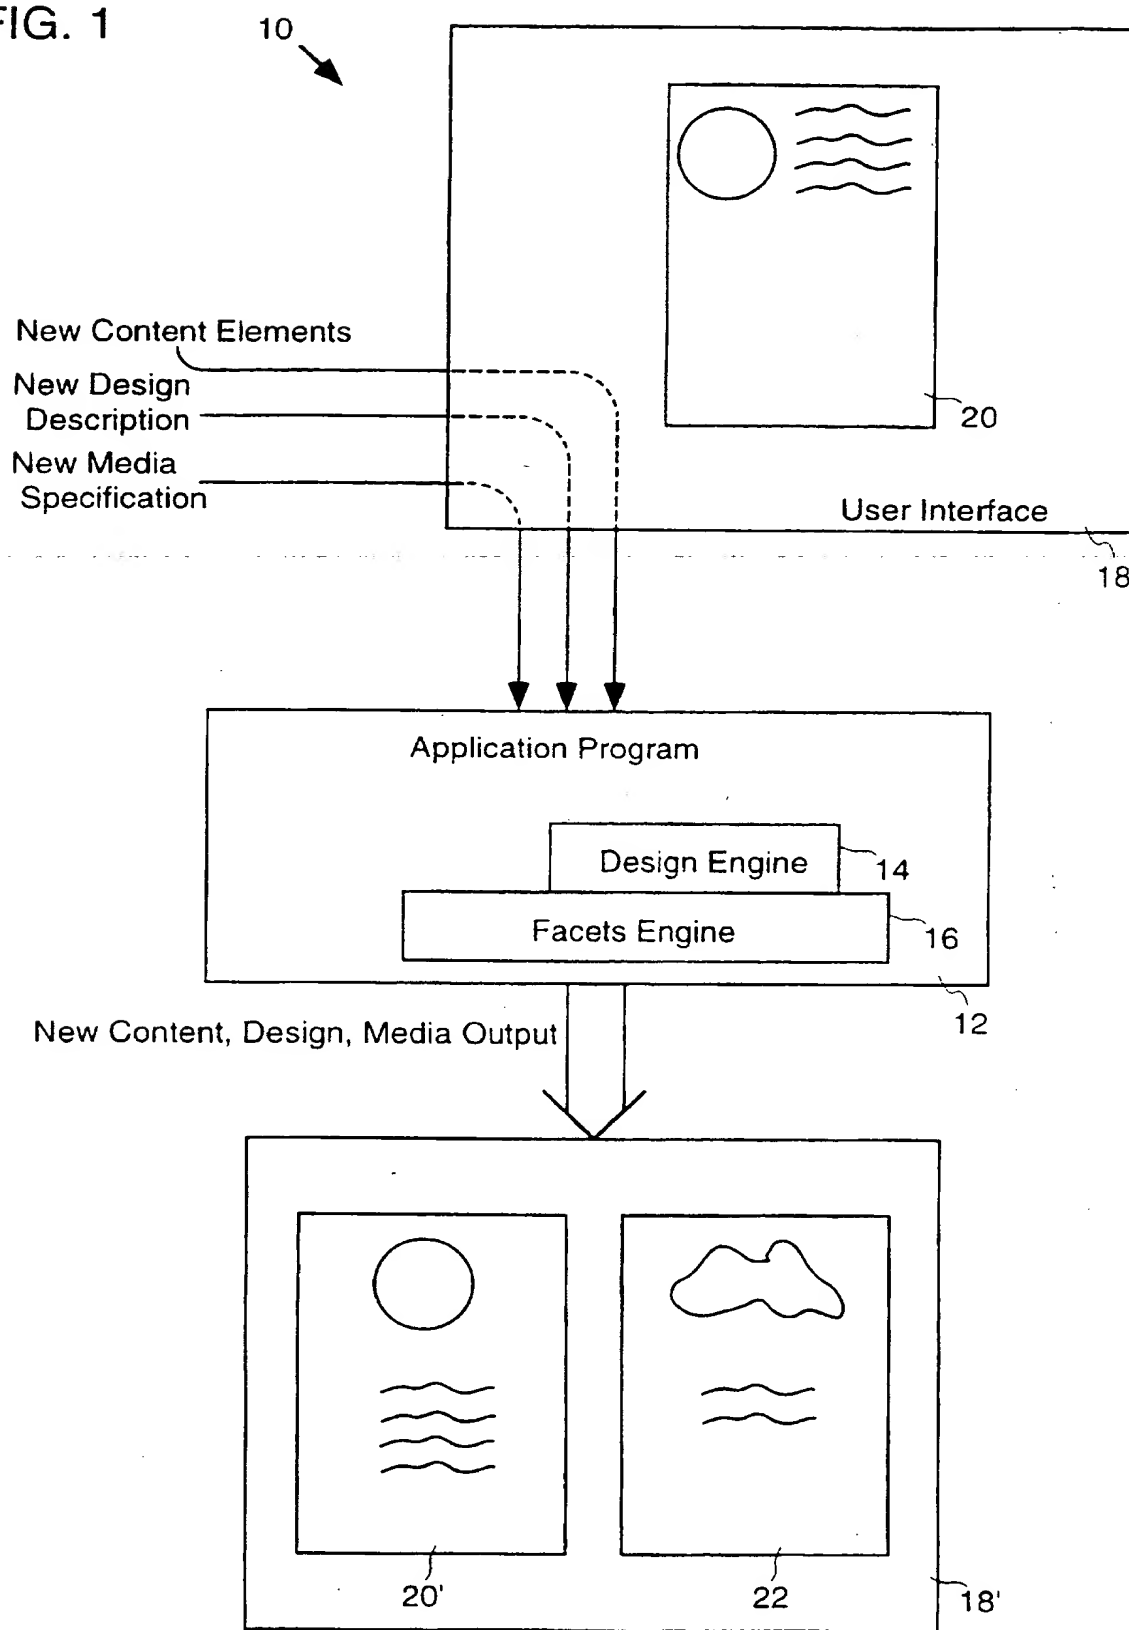 FIG. 1
10
New Content Elements
New Design
Description
New Media
Specification
20
User Interface
18
Application Program
Design Engine
14
Facets Engine
16
12
New Content, Design, Media Output
20'
22
18'